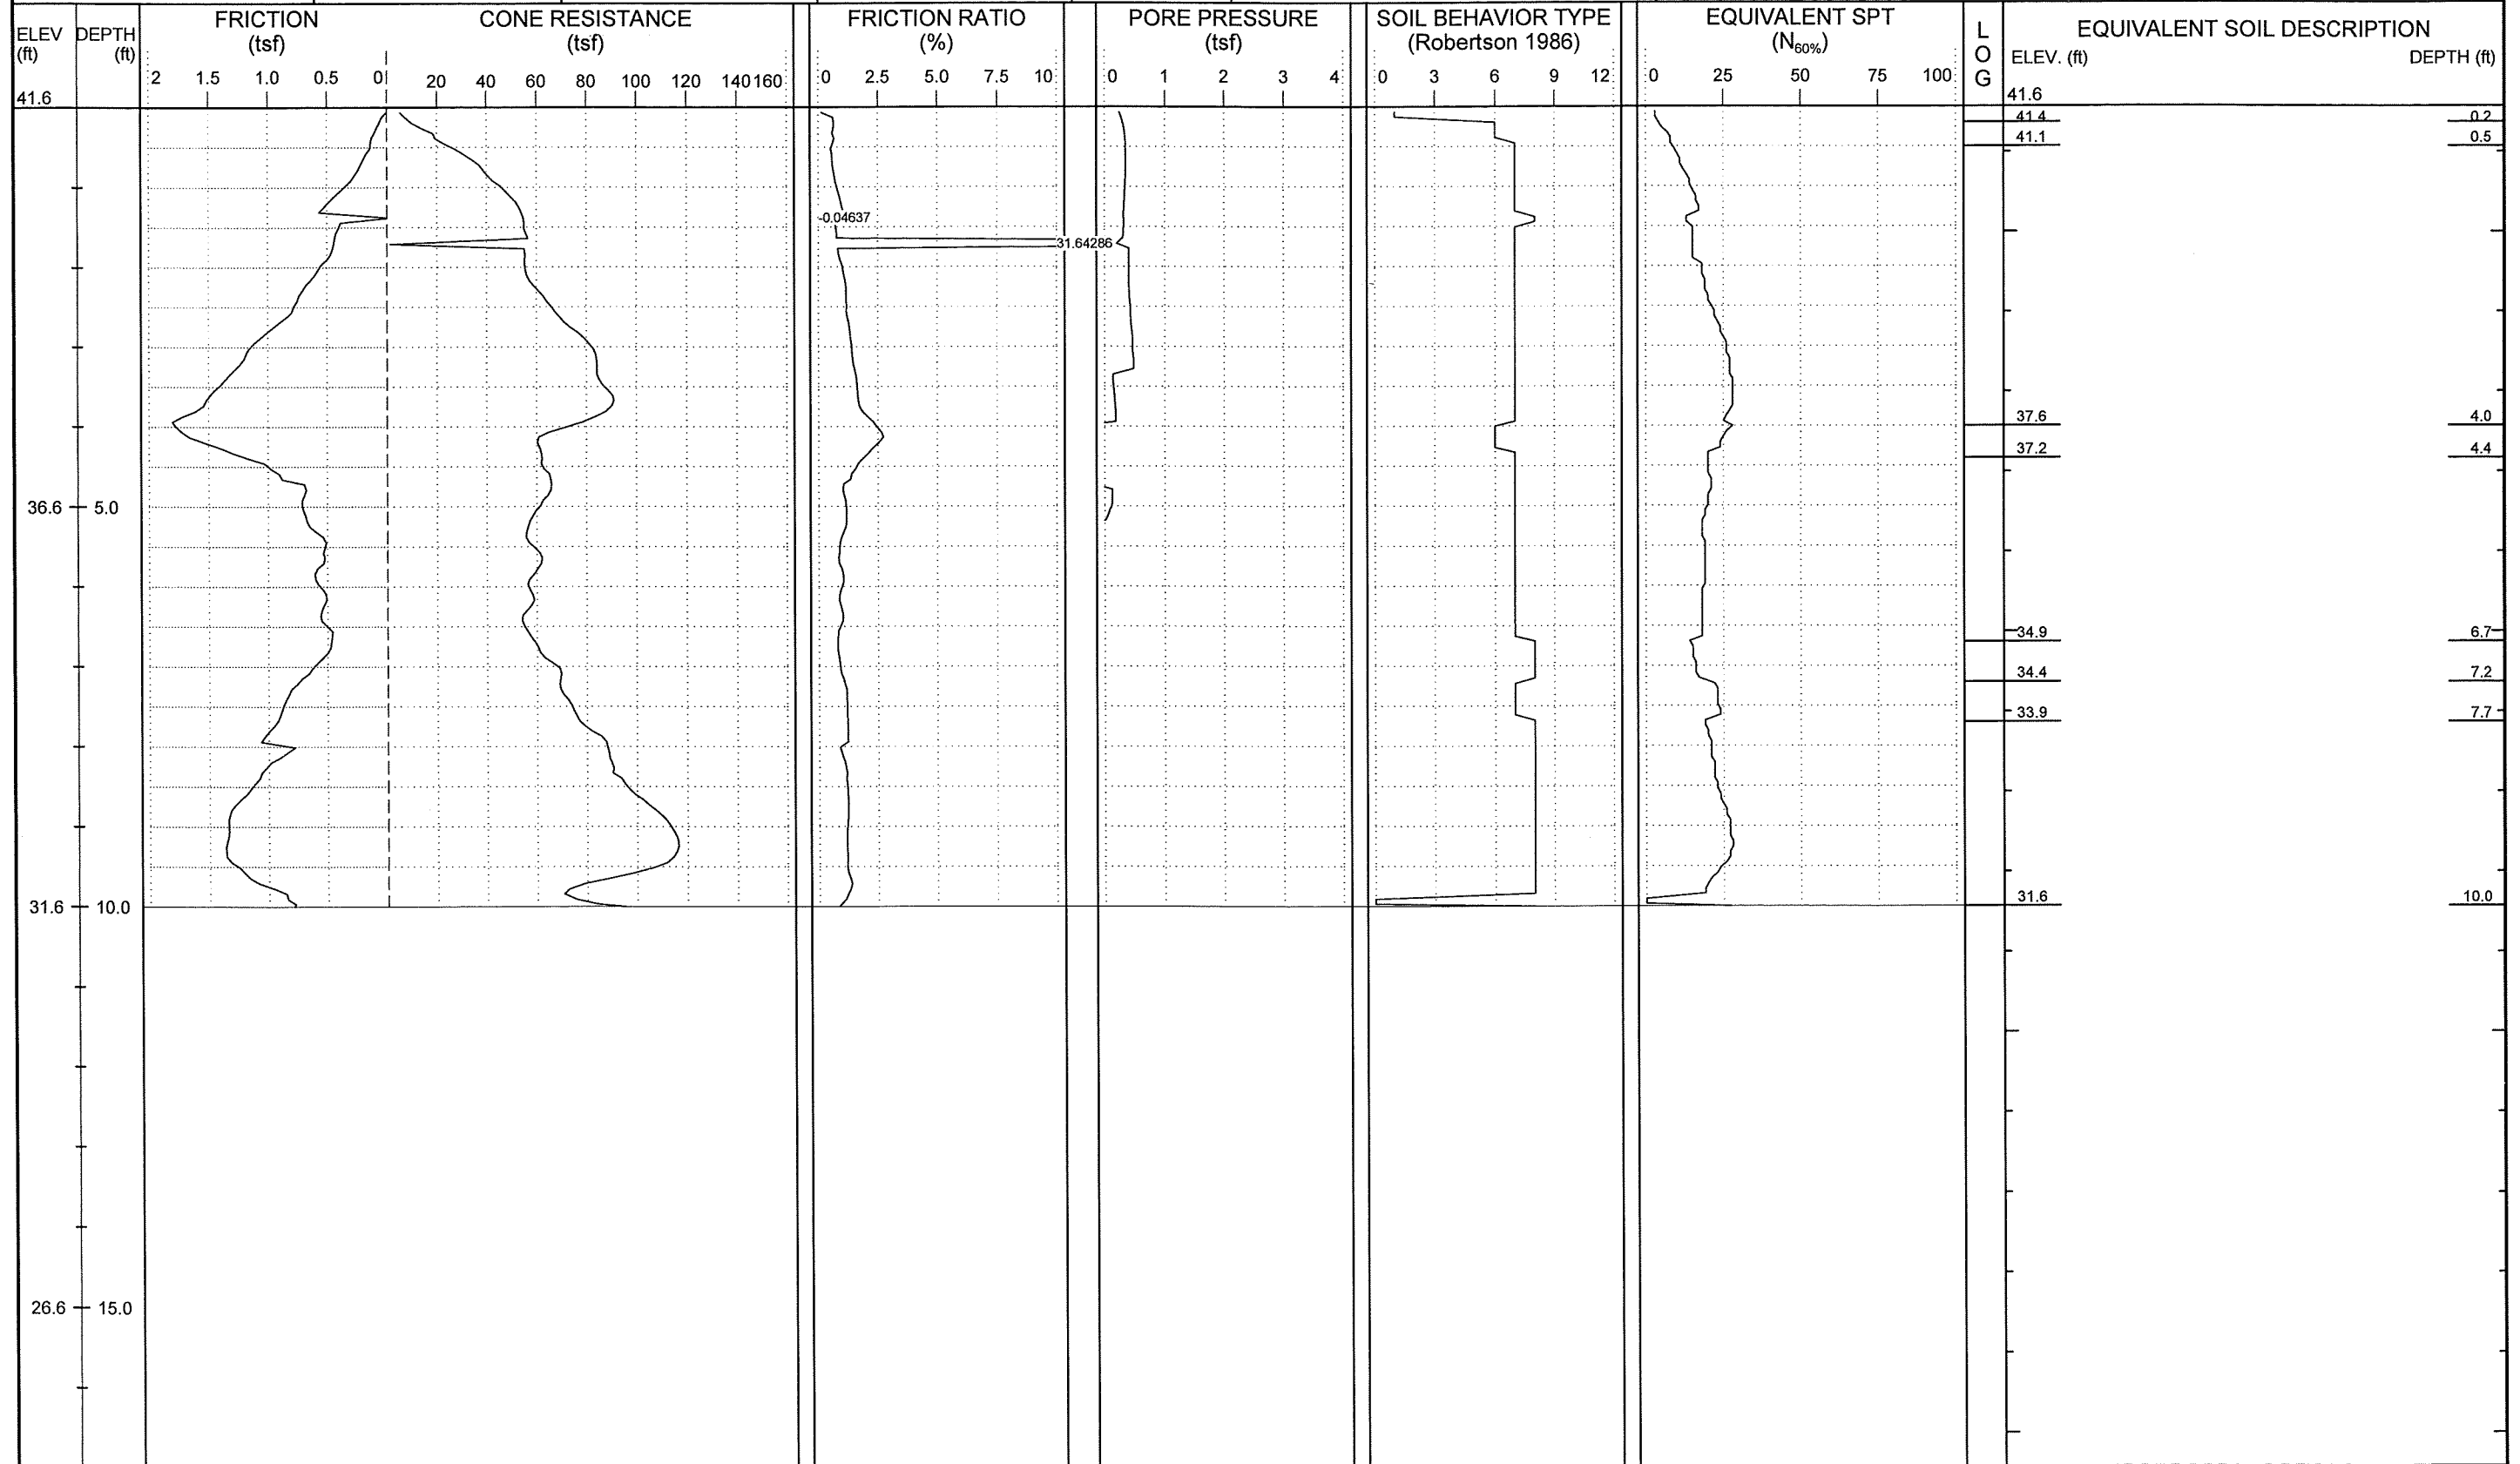 FRICTION CONE RESISTANCE FRICTION RATIO PORE PRESSURE SOIL BEHAVIOR TYPE EQUIVALENT SPT L EQUIVALENT SOIL DESCRIPTION
ELEV DEPTH (tsf) (tsf) (%) (tsf) (Robertson 1986) (N60%) O
(ft) (ft) ELEV. (ft) DEPTH (ft)
2 1.5 1.0 0.5 0 20 40 60 80 100 120 140 160 0 2.5 5.0 7.5 10 0 1 2 3 4 0 3 6 9 12 0 25 50 75 100 G
41.6 41.6
41.4 0.2
41.1 0.5
-0.04637
31.64286
37.6 4.0
37.2 4.4
36.6 5.0
34.9 6.7
34.4 7.2
33.9 7.7
31.6 10.0 31.6 10.0
26.6 15.0